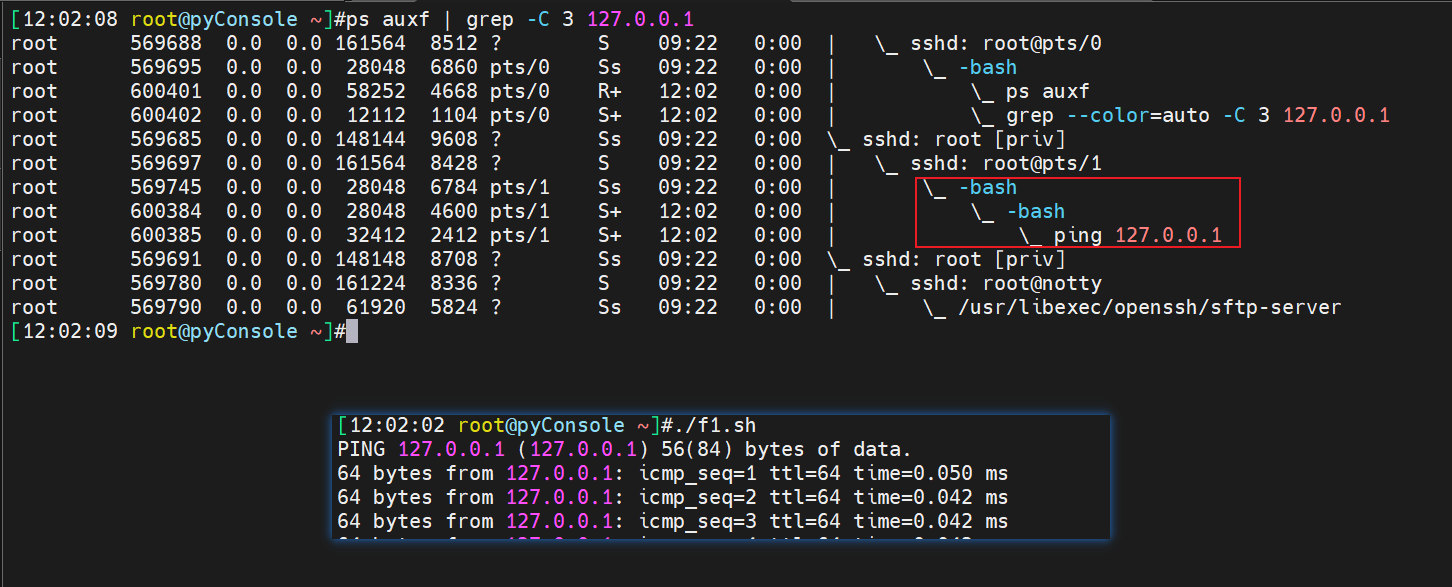 [12:02:08 root@pyConsole ~]#ps auxf | grep -C 3 127.0.0.1
root      569688  0.0  0.0 161564  8512 ?        S    09:22   0:00  |   \_ sshd: root@pts/0
root      569695  0.0  0.0  28048  6860 pts/0    Ss   09:22   0:00  |       \_ -bash
root      600401  0.0  0.0  58252  4668 pts/0    R+   12:02   0:00  |           \_ ps auxf
root      600402  0.0  0.0  12112  1104 pts/0    S+   12:02   0:00  |           \_ grep --color=auto -C 3 127.0.0.1
root      569685  0.0  0.0 148144  9608 ?        Ss   09:22   0:00  \_ sshd: root [priv]
root      569697  0.0  0.0 161564  8428 ?        S    09:22   0:00  |   \_ sshd: root@pts/1
root      569745  0.0  0.0  28048  6784 pts/1    Ss   09:22   0:00  |       \_ -bash
root      600384  0.0  0.0  28048  4600 pts/1    S+   12:02   0:00  |           \_ -bash
root      600385  0.0  0.0  32412  2412 pts/1    S+   12:02   0:00  |               \_ ping 127.0.0.1
root      569691  0.0  0.0 148148  8708 ?        Ss   09:22   0:00  \_ sshd: root [priv]
root      569780  0.0  0.0 161224  8336 ?        S    09:22   0:00  |   \_ sshd: root@notty
root      569790  0.0  0.0  61920  5824 ?        Ss   09:22   0:00  |       \_ /usr/libexec/openssh/sftp-server
[12:02:09 root@pyConsole ~]#
[12:02:02 root@pyConsole ~]#./f1.sh
PING 127.0.0.1 (127.0.0.1) 56(84) bytes of data.
64 bytes from 127.0.0.1: icmp_seq=1 ttl=64 time=0.050 ms
64 bytes from 127.0.0.1: icmp_seq=2 ttl=64 time=0.042 ms
64 bytes from 127.0.0.1: icmp_seq=3 ttl=64 time=0.042 ms